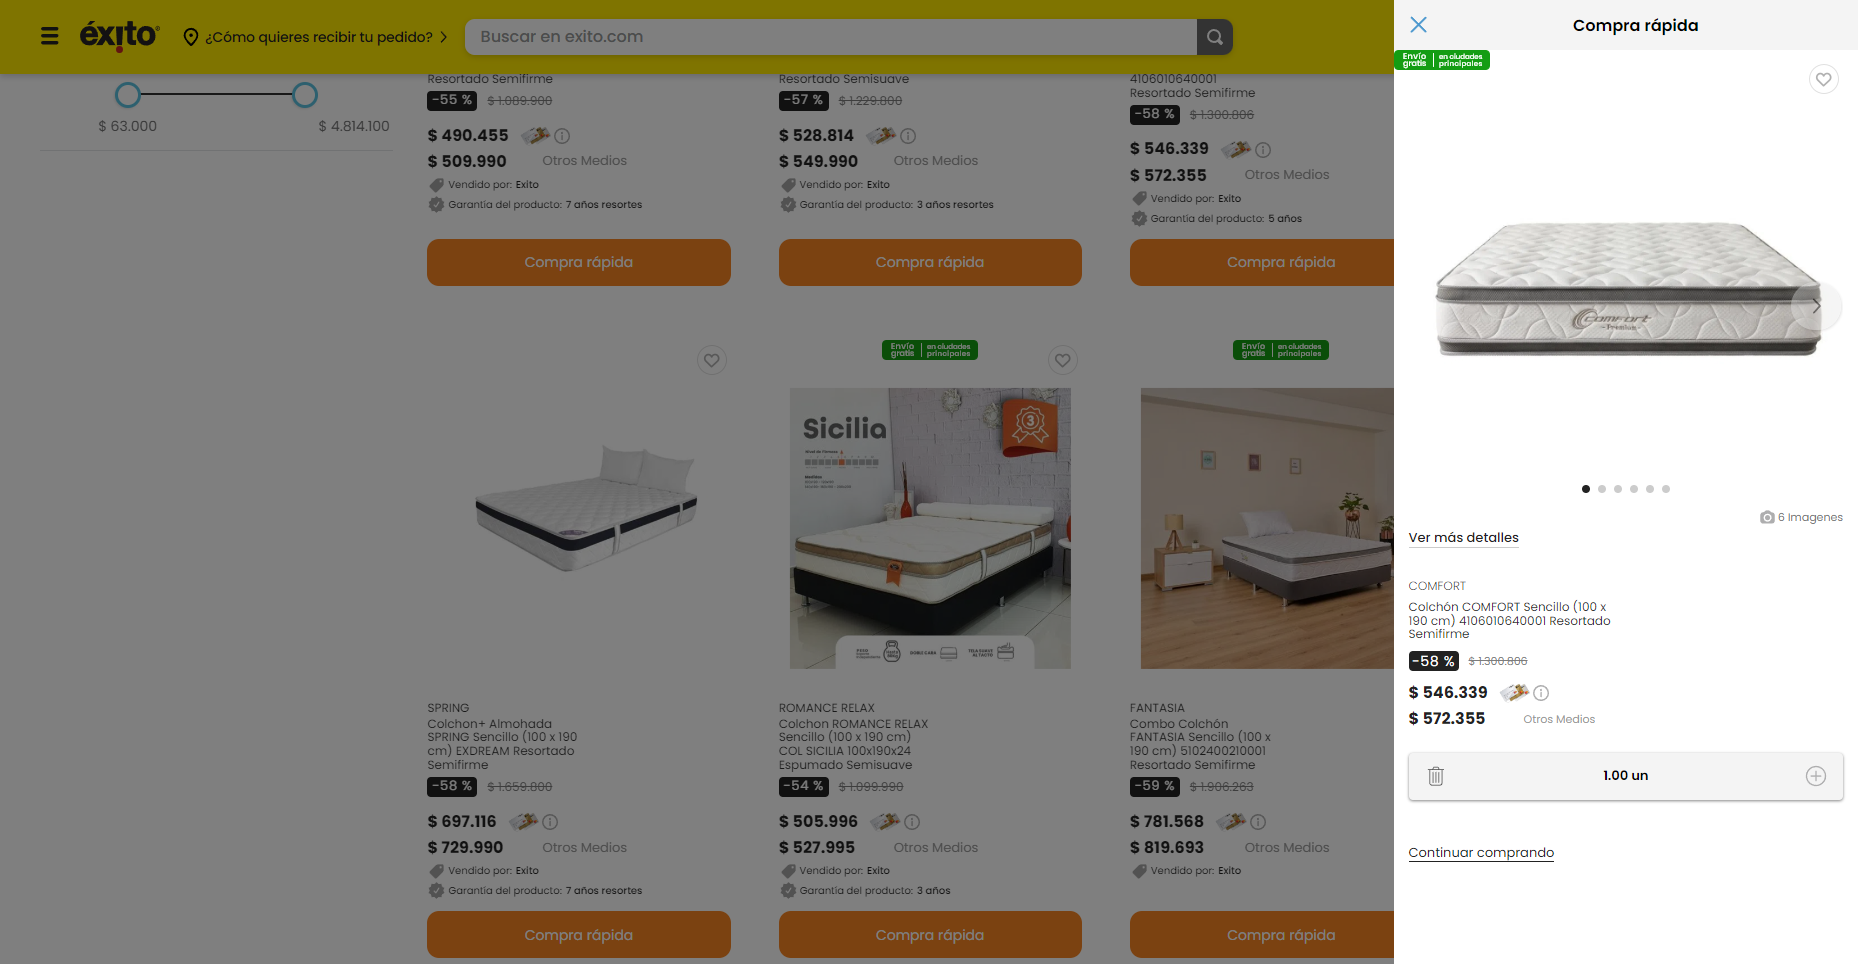 éxito
¿Cómo quieres recibir tu pedido?
Buscar en exito.com
$ 63.000
$ 4.814.100
Resortado Semifirme
-55 % $ 1.089.900
$ 490.455
$ 509.990 Otros Medios
Vendido por: Exito
Garantía del producto: 7 años resortes
Compra rápida
Resortado Semisuave
-57 % $ 1.229.800
$ 528.814
$ 549.990 Otros Medios
Vendido por: Exito
Garantía del producto: 3 años resortes
Compra rápida
4106010640001
Resortado Semifirme
-58 % $ 1.300.806
$ 546.339
$ 572.355 Otros Medios
Vendido por: Exito
Garantía del producto: 5 años
Compra rápida
SPRING
Colchon+ Almohada
SPRING Sencillo (100 x 190
cm) EXDREAM Resortado
Semifirme
-58 % $ 1.659.800
$ 697.116
$ 729.990 Otros Medios
Vendido por: Exito
Garantía del producto: 7 años resortes
Compra rápida
Envío gratis en ciudades principales
Sicilia
3
ROMANCE RELAX
Colchon ROMANCE RELAX
Sencillo (100 x 190 cm)
COL SICILIA 100x190x24
Espumado Semisuave
-54 % $ 1.099.990
$ 505.996
$ 527.995 Otros Medios
Vendido por: Exito
Garantía del producto: 3 años
Compra rápida
Envío gratis en ciudades principales
FANTASIA
Combo Colchón
FANTASIA Sencillo (100 x
190 cm) 5102400210001
Resortado Semifirme
-59 % $ 1.906.263
$ 781.568
$ 819.693 Otros Medios
Vendido por: Exito
Compra rápida
Compra rápida
Envío gratis en ciudades principales
Comfort
Premium
6 Imagenes
Ver más detalles
COMFORT
Colchón COMFORT Sencillo (100 x
190 cm) 4106010640001 Resortado
Semifirme
-58 % $ 1.300.806
$ 546.339
$ 572.355 Otros Medios
1.00 un
Continuar comprando